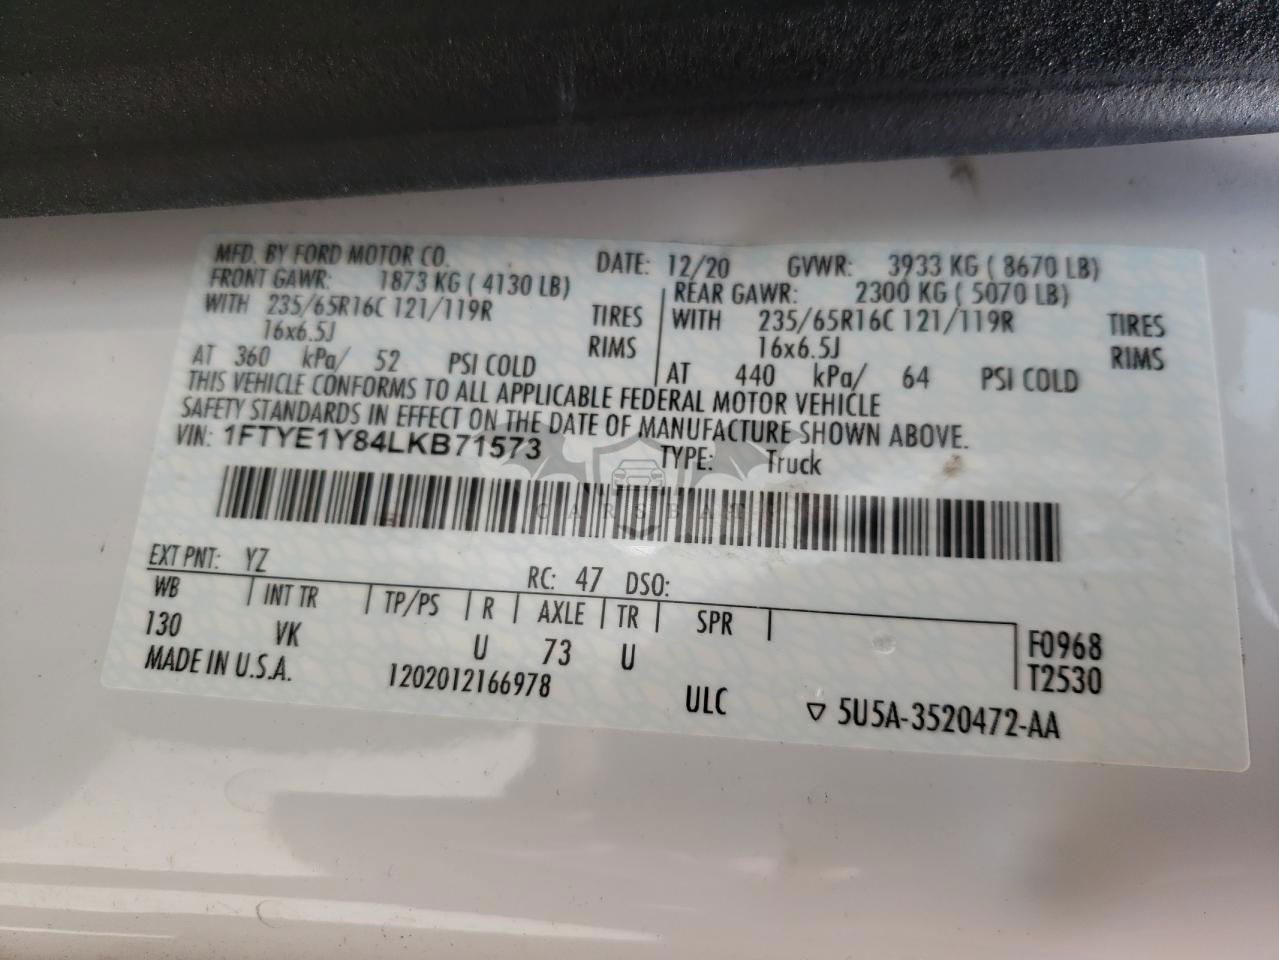 MFD. BY FORD MOTOR CO. DATE: 12/20 GVWR: 3933 KG ( 8670 LB)
FRONT GAWR: 1873 KG ( 4130 LB) REAR GAWR: 2300 KG ( 5070 LB)
WITH 235/65R16C 121/119R TIRES WITH 235/65R16C 121/119R TIRES
16x6.5J RIMS 16x6.5J RIMS
AT 360 kPa/ 52 PSI COLD AT 440 kPa/ 64 PSI COLD
THIS VEHICLE CONFORMS TO ALL APPLICABLE FEDERAL MOTOR VEHICLE
SAFETY STANDARDS IN EFFECT ON THE DATE OF MANUFACTURE SHOWN ABOVE.
VIN: 1FTYE1Y84LKB71573 TYPE: Truck
EXT PNT: YZ RC: 47 DSO:
WB INT TR TP/PS R AXLE TR SPR
130 VK U 73 U F0968
T2530
MADE IN U.S.A. 1202012166978 ULC ▽ 5U5A-3520472-AA